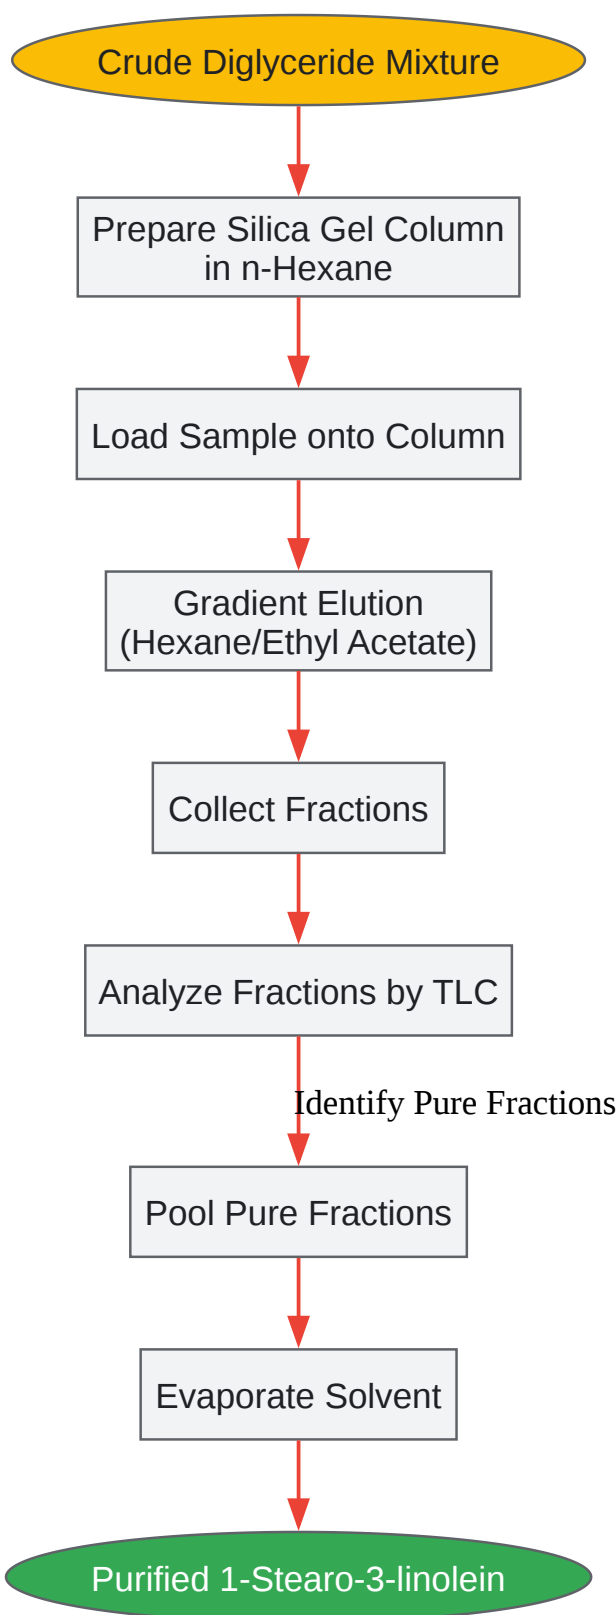 Crude Diglyceride Mixture
Prepare Silica Gel Column
in n-Hexane
Load Sample onto Column
Gradient Elution
(Hexane/Ethyl Acetate)
Collect Fractions
Analyze Fractions by TLC
Identify Pure Fractions
Pool Pure Fractions
Evaporate Solvent
Purified 1-Stearo-3-linolein